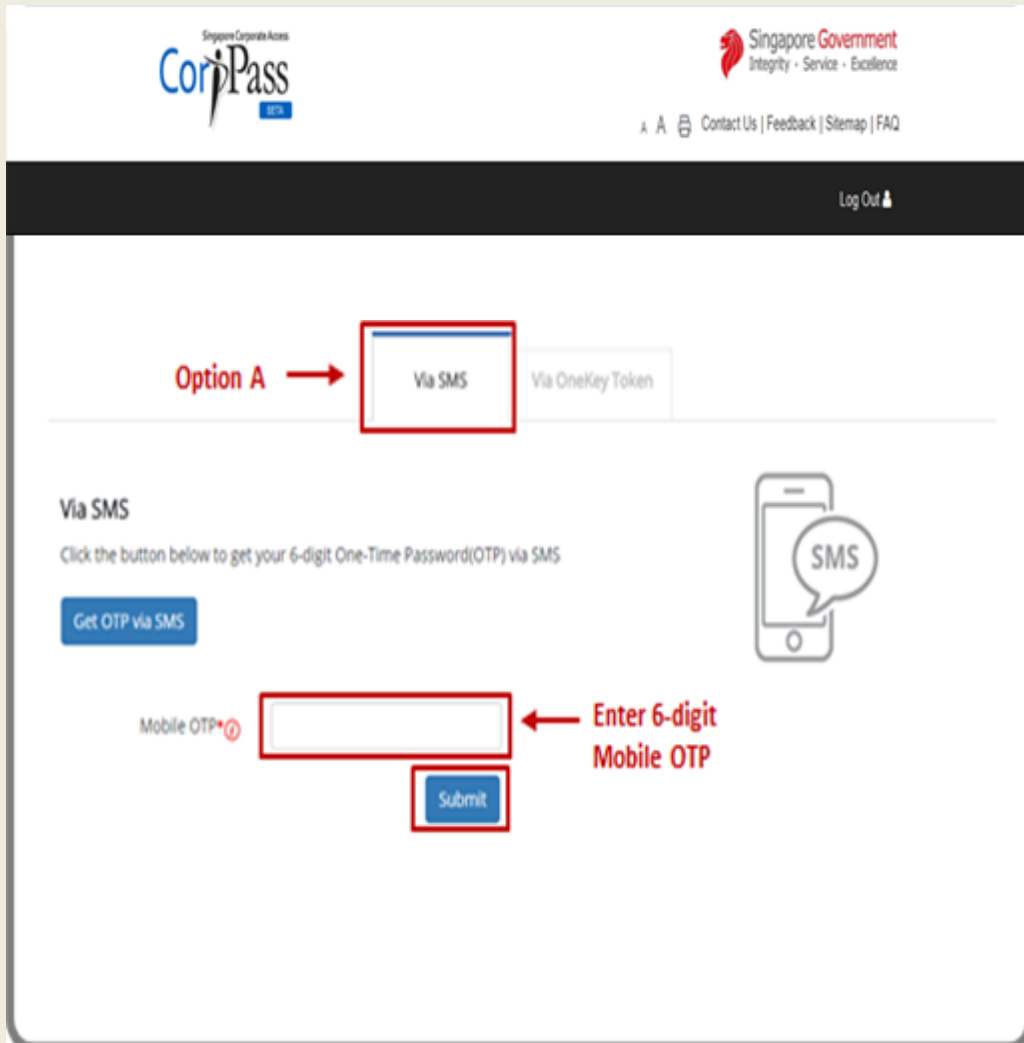 Singapore Corporate Access
CorpPass
BETA
Singapore Government
Integrity · Service · Excellence
A A Contact Us | Feedback | Sitemap | FAQ
Log Out
Option A
Via SMS
Via OneKey Token
Via SMS
Click the button below to get your 6-digit One-Time Password(OTP) via SMS
SMS
Get OTP via SMS
Mobile OTP*
Enter 6-digit
Mobile OTP
Submit